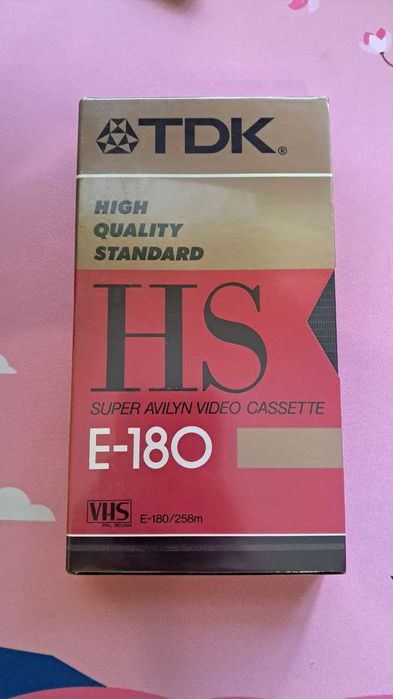 TDK®
HIGH
QUALITY
STANDARD
HS
SUPER AVILYN VIDEO CASSETTE
E-180
VHS
PAL SECAM
E-180/258m